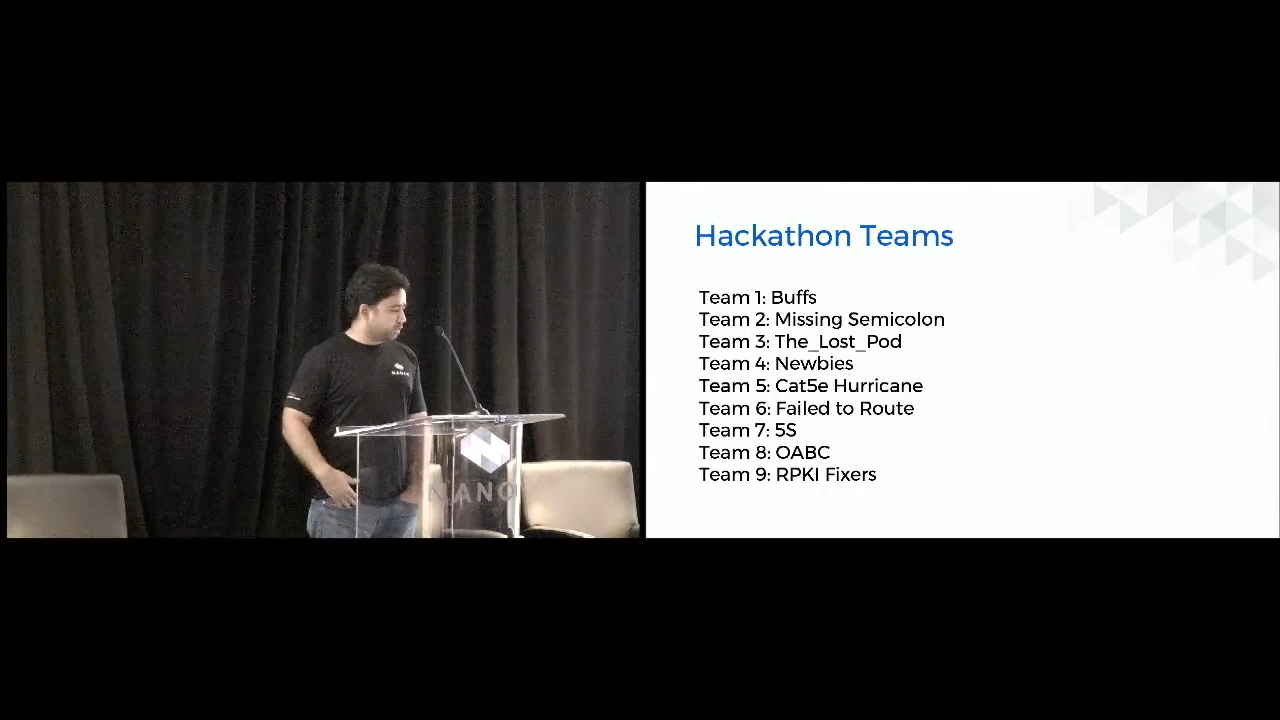 NANOG
NANO
Hackathon Teams
Team 1: Buffs
Team 2: Missing Semicolon
Team 3: The_Lost_Pod
Team 4: Newbies
Team 5: Cat5e Hurricane
Team 6: Failed to Route
Team 7: 5S
Team 8: OABC
Team 9: RPKI Fixers